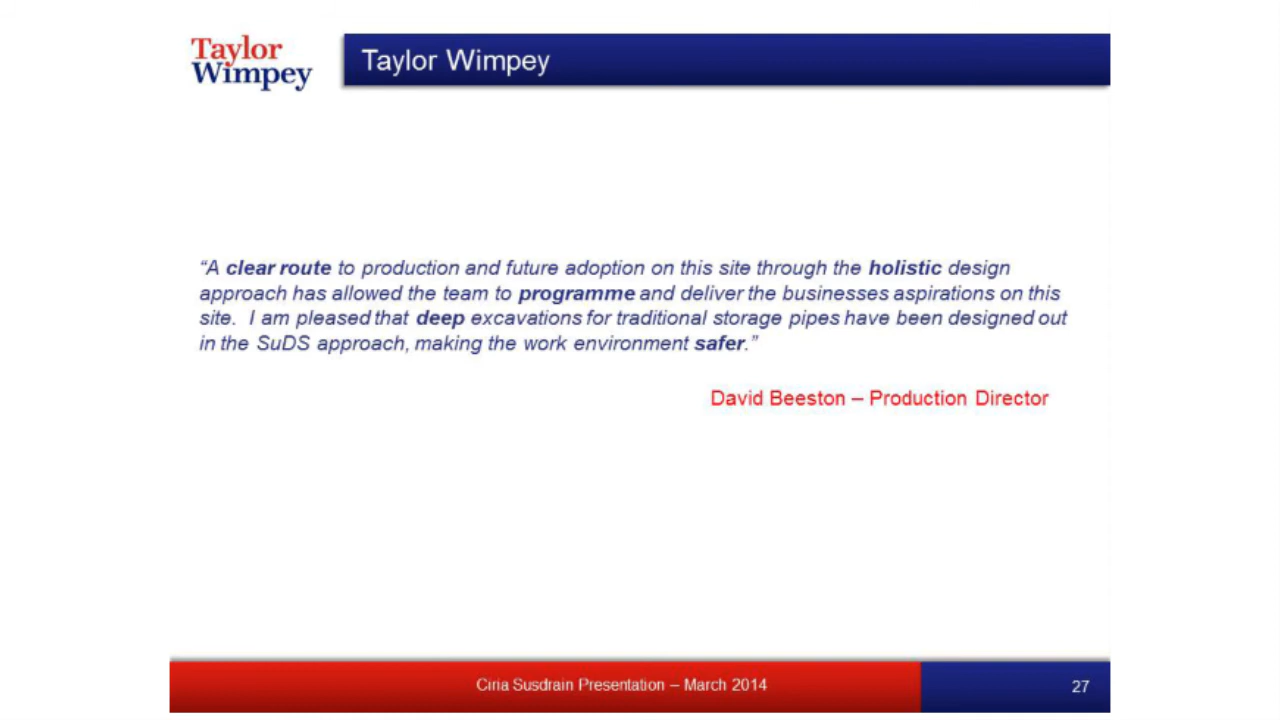 Taylor
Wimpey
Taylor Wimpey
“A clear route to production and future adoption on this site through the holistic design
approach has allowed the team to programme and deliver the businesses aspirations on this
site. I am pleased that deep excavations for traditional storage pipes have been designed out
in the SuDS approach, making the work environment safer.”
David Beeston – Production Director
Ciria Susdrain Presentation – March 2014
27